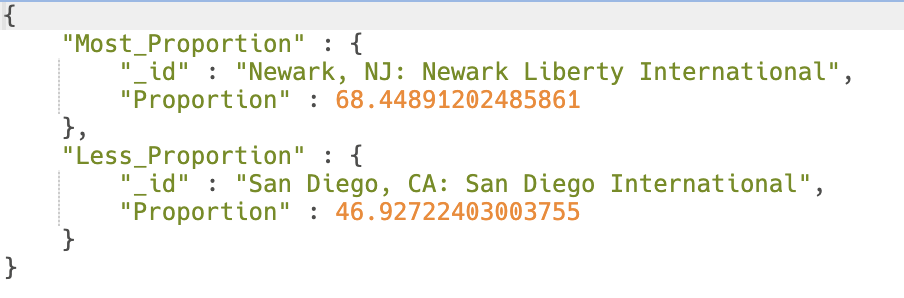 {
    "Most_Proportion" : {
        "_id" : "Newark, NJ: Newark Liberty International",
        "Proportion" : 68.44891202485861
    },
    "Less_Proportion" : {
        "_id" : "San Diego, CA: San Diego International",
        "Proportion" : 46.92722403003755
    }
}